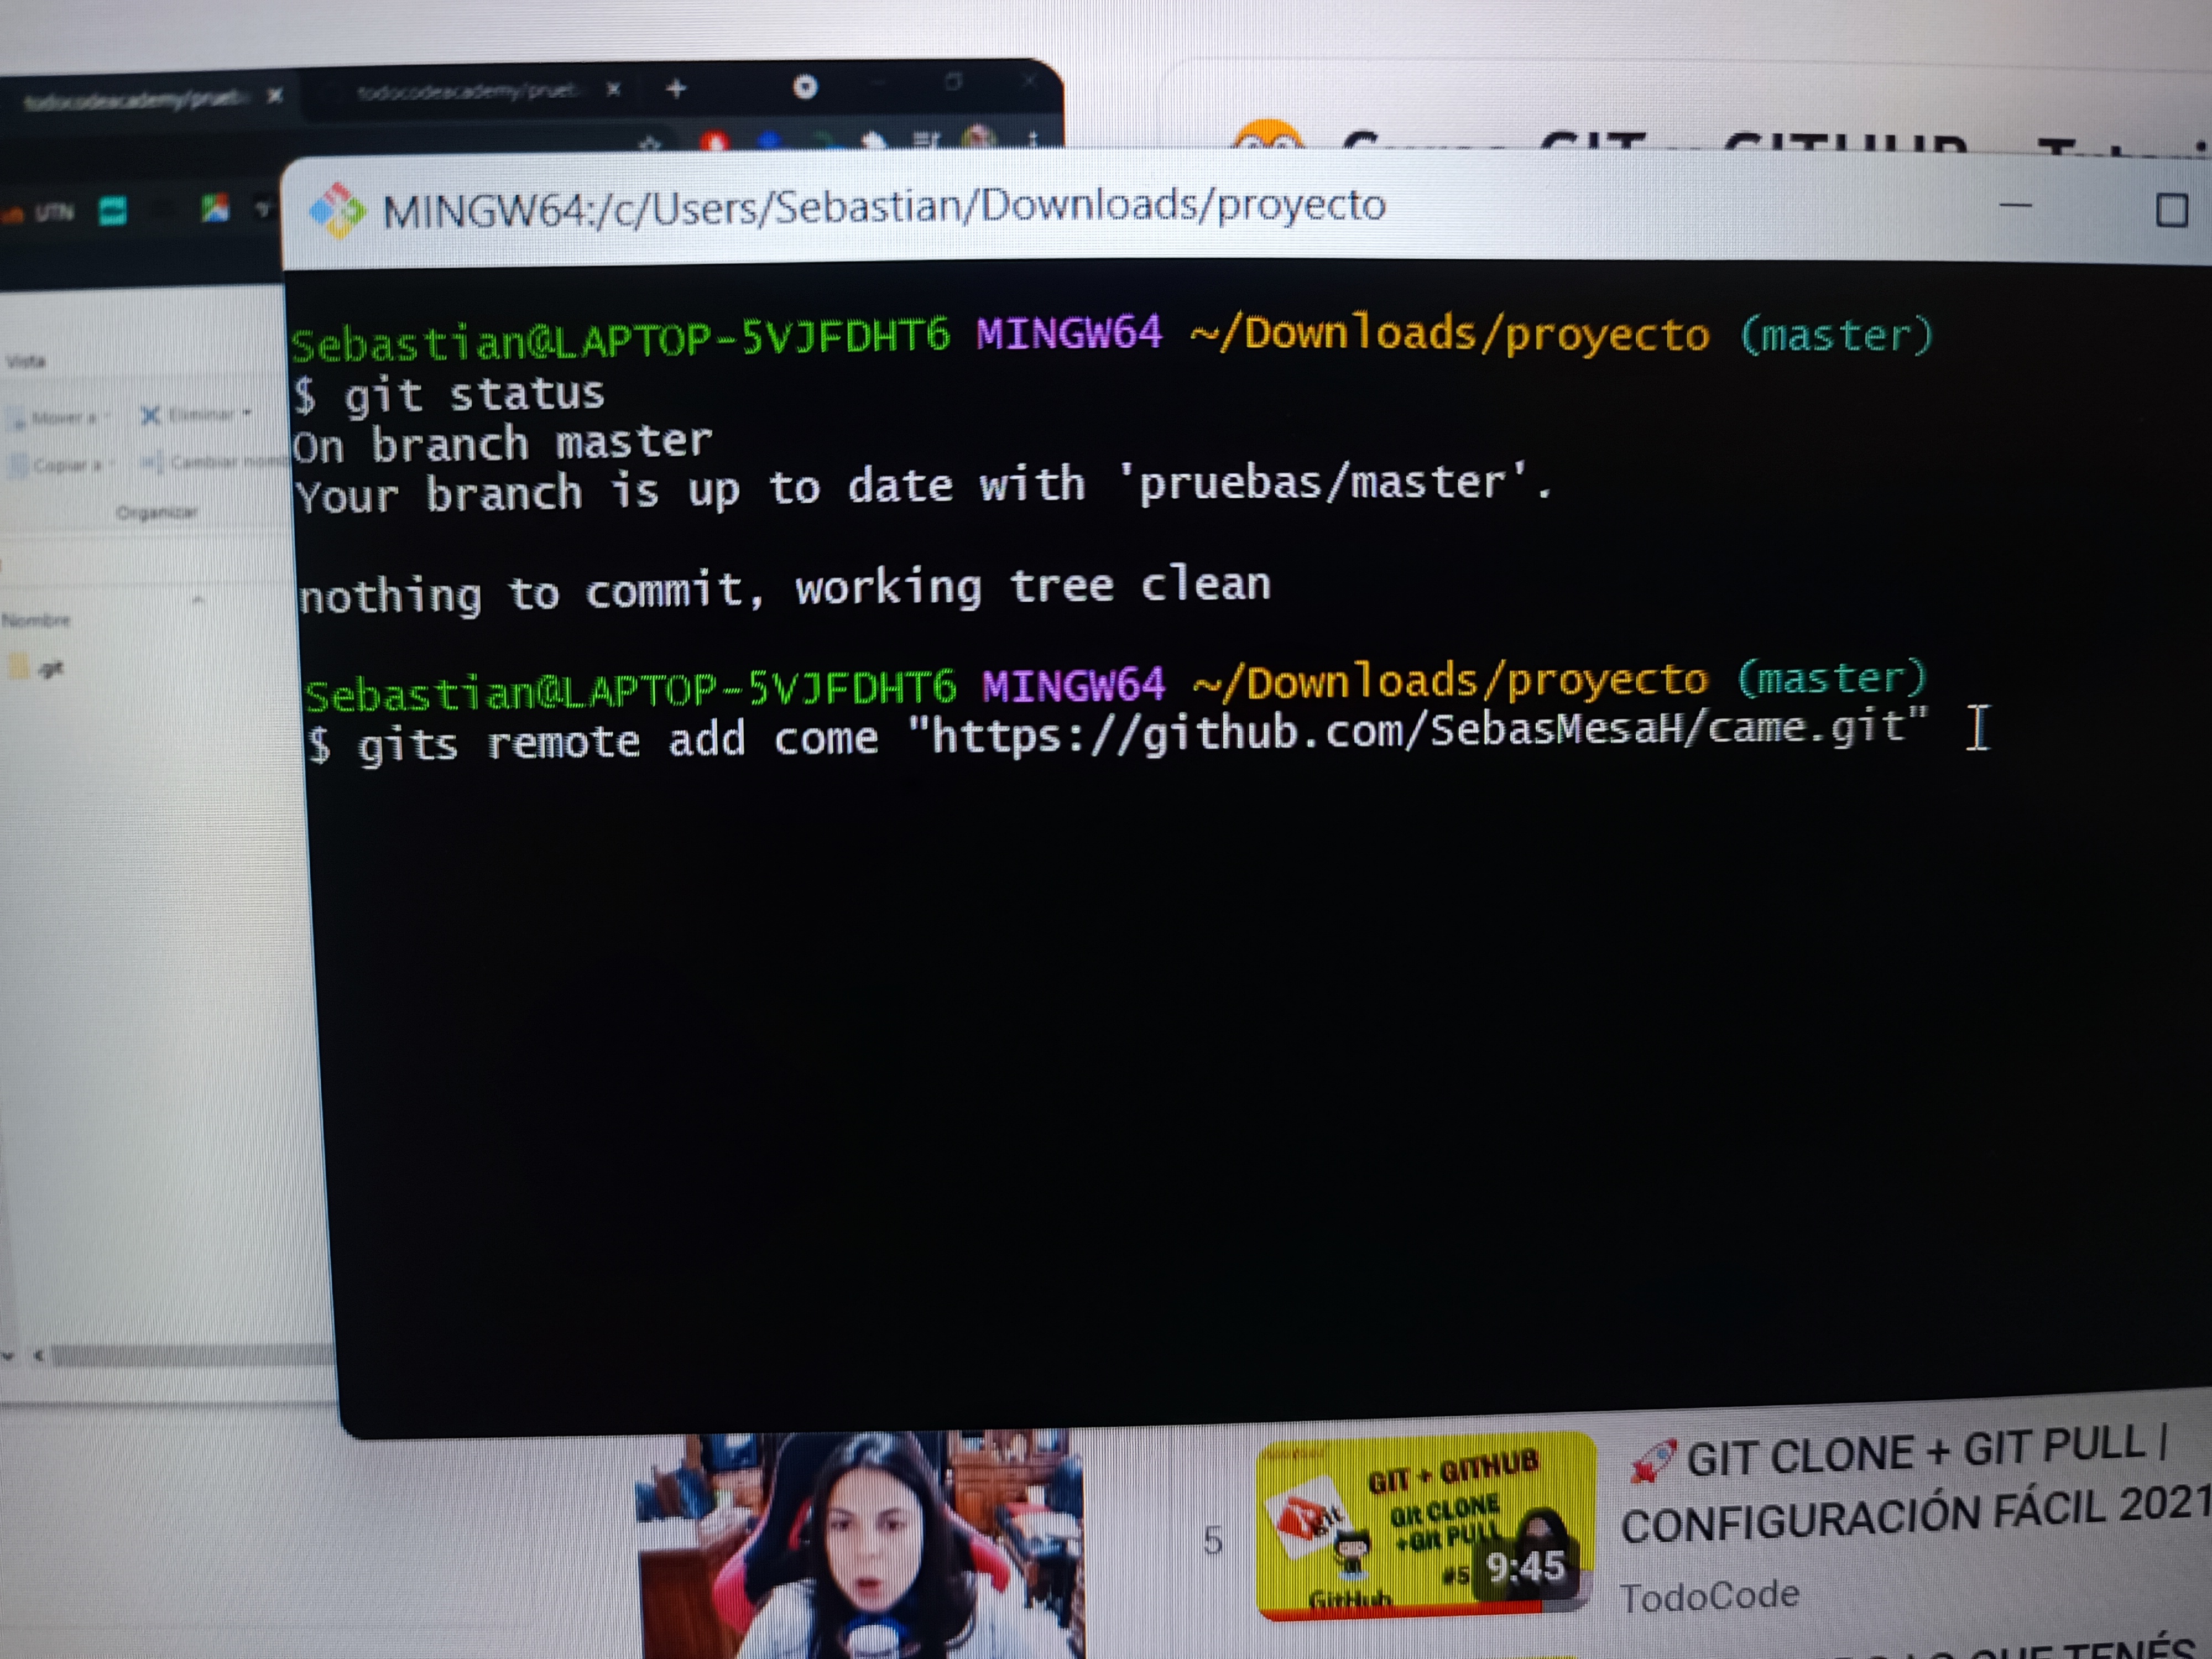 todocodeacademy/prueb
todocodeacademy/prueb
UTN
MINGW64:/c/Users/Sebastian/Downloads/proyecto
Vista
Mover a
Eliminar
Copiar a
Cambiar nom
Organizar
Nombre
.git
Sebastian@LAPTOP-5VJFDHT6 MINGW64 ~/Downloads/proyecto (master)
$ git status
On branch master
Your branch is up to date with 'pruebas/master'.
nothing to commit, working tree clean
Sebastian@LAPTOP-5VJFDHT6 MINGW64 ~/Downloads/proyecto (master)
$ gits remote add come "https://github.com/SebasMesaH/came.git"
5
GIT + GITHUB
Git CLONE
+Git PULL
#5
9:45
GitHub
git
🚀 GIT CLONE + GIT PULL |
CONFIGURACIÓN FÁCIL 2021
TodoCode
QUE TENÉS